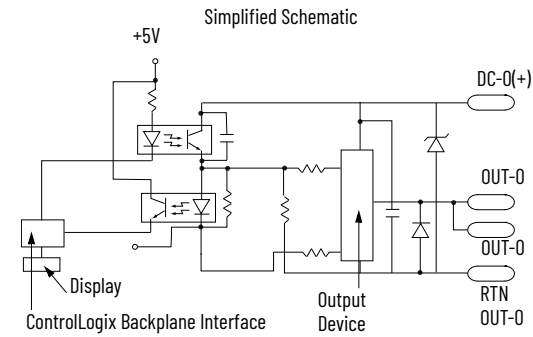 Simplified Schematic
+5V
DC-0(+)
OUT-0
OUT-0
RTN
OUT-0
Display
Output
Device
ControlLogix Backplane Interface